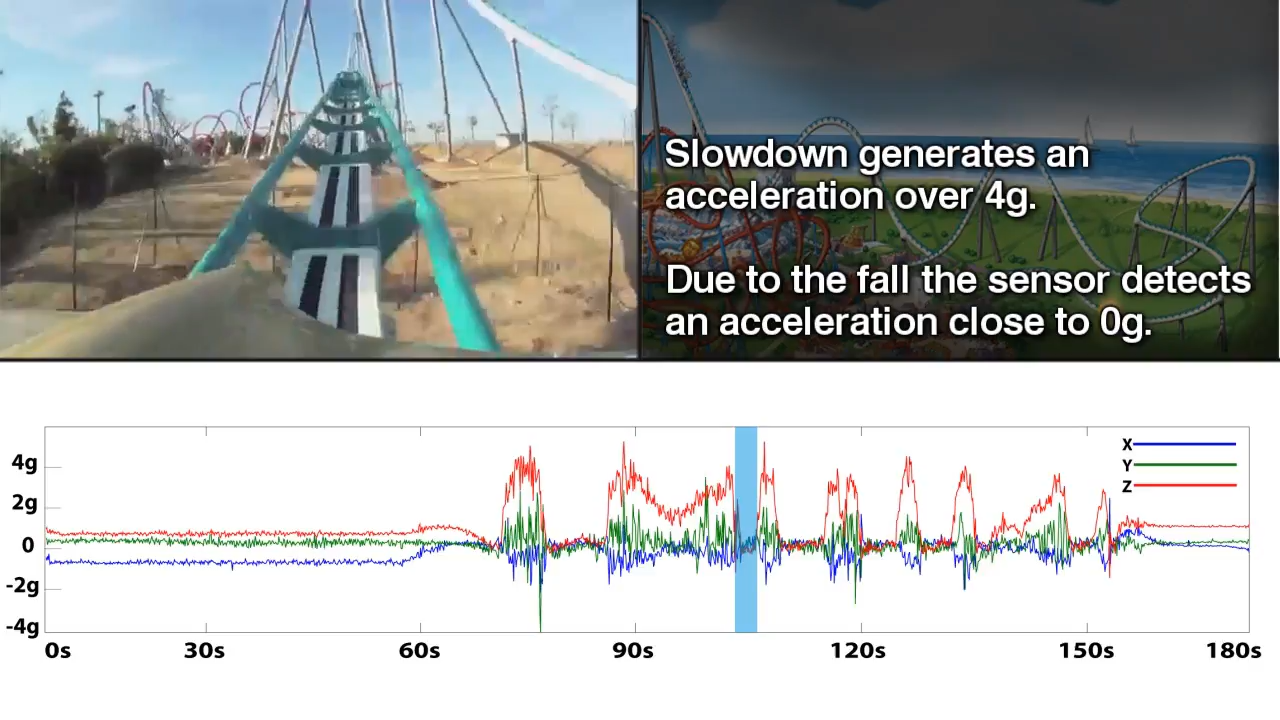 Slowdown generates an
acceleration over 4g.
Due to the fall the sensor detects
an acceleration close to 0g.
X
4g
Y
Z
2g
0
-2g
-4g
0s 30s 60s 90s 120s 150s 180s